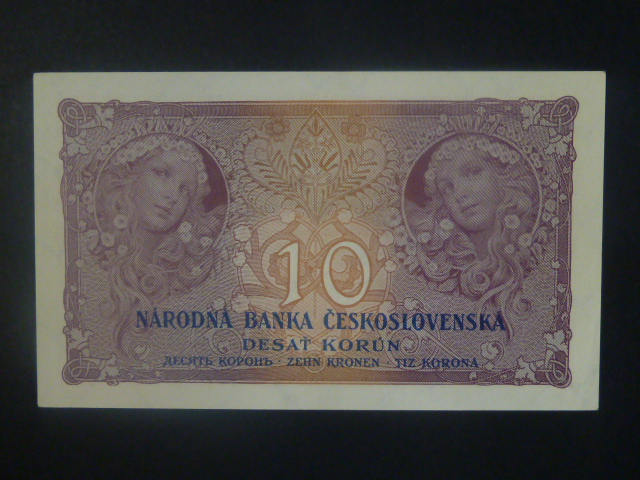 10
NÁRODNÁ BANKA ČESKOSLOVENSKÁ
DESAŤ KORÚN
ДЕСЯТЬ КОРОНЪ · ZEHN KRONEN · TIZ KORONA